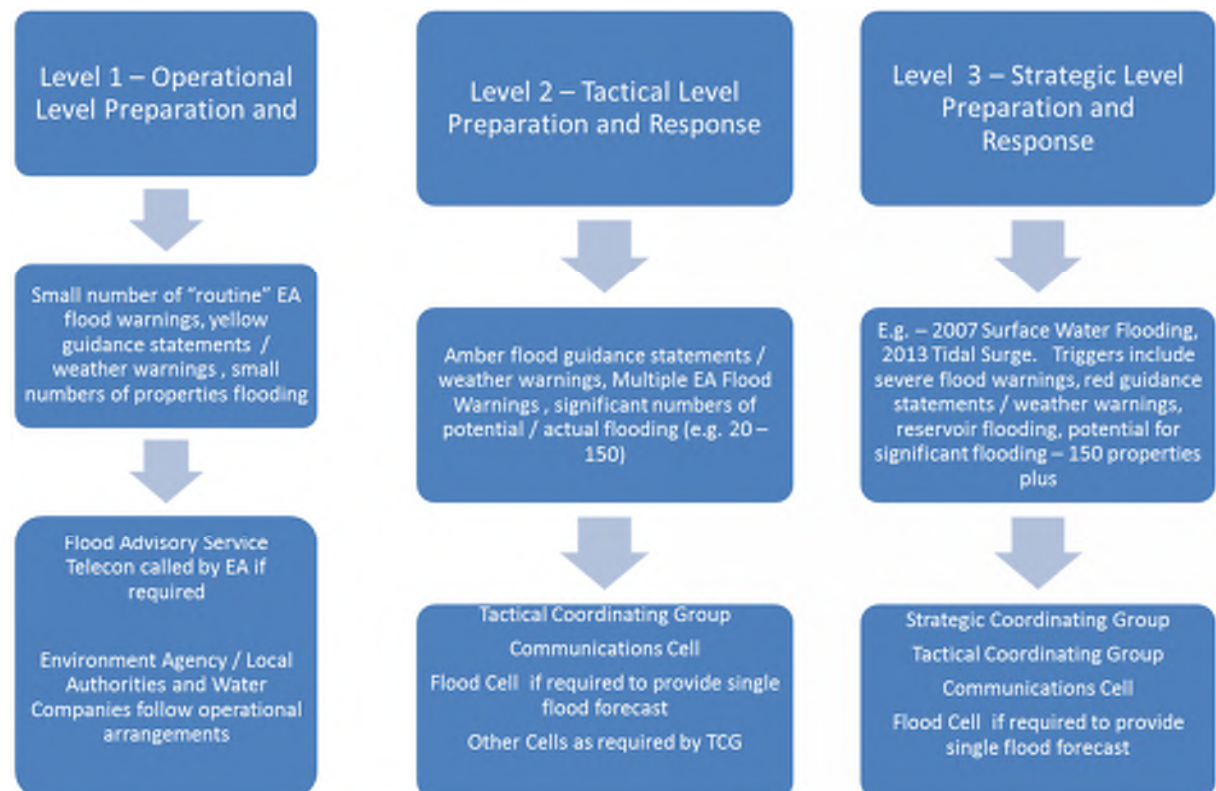 Level 1 – Operational
Level Preparation and
Small number of "routine" EA
flood warnings, yellow
guidance statements /
weather warnings , small
numbers of properties flooding
Flood Advisory Service
Telecon called by EA if
required
Environment Agency / Local
Authorities and Water
Companies follow operational
arrangements
Level 2 – Tactical Level
Preparation and Response
Amber flood guidance statements /
weather warnings, Multiple EA Flood
Warnings , significant numbers of
potential / actual flooding (e.g. 20 –
150)
Tactical Coordinating Group
Communications Cell
Flood Cell if required to provide single
flood forecast
Other Cells as required by TCG
Level 3 – Strategic Level
Preparation and
Response
E.g. – 2007 Surface Water Flooding,
2013 Tidal Surge. Triggers include
severe flood warnings, red guidance
statements / weather warnings,
reservoir flooding, potential for
significant flooding – 150 properties
plus
Strategic Coordinating Group
Tactical Coordinating Group
Communications Cell
Flood Cell if required to provide
single flood forecast